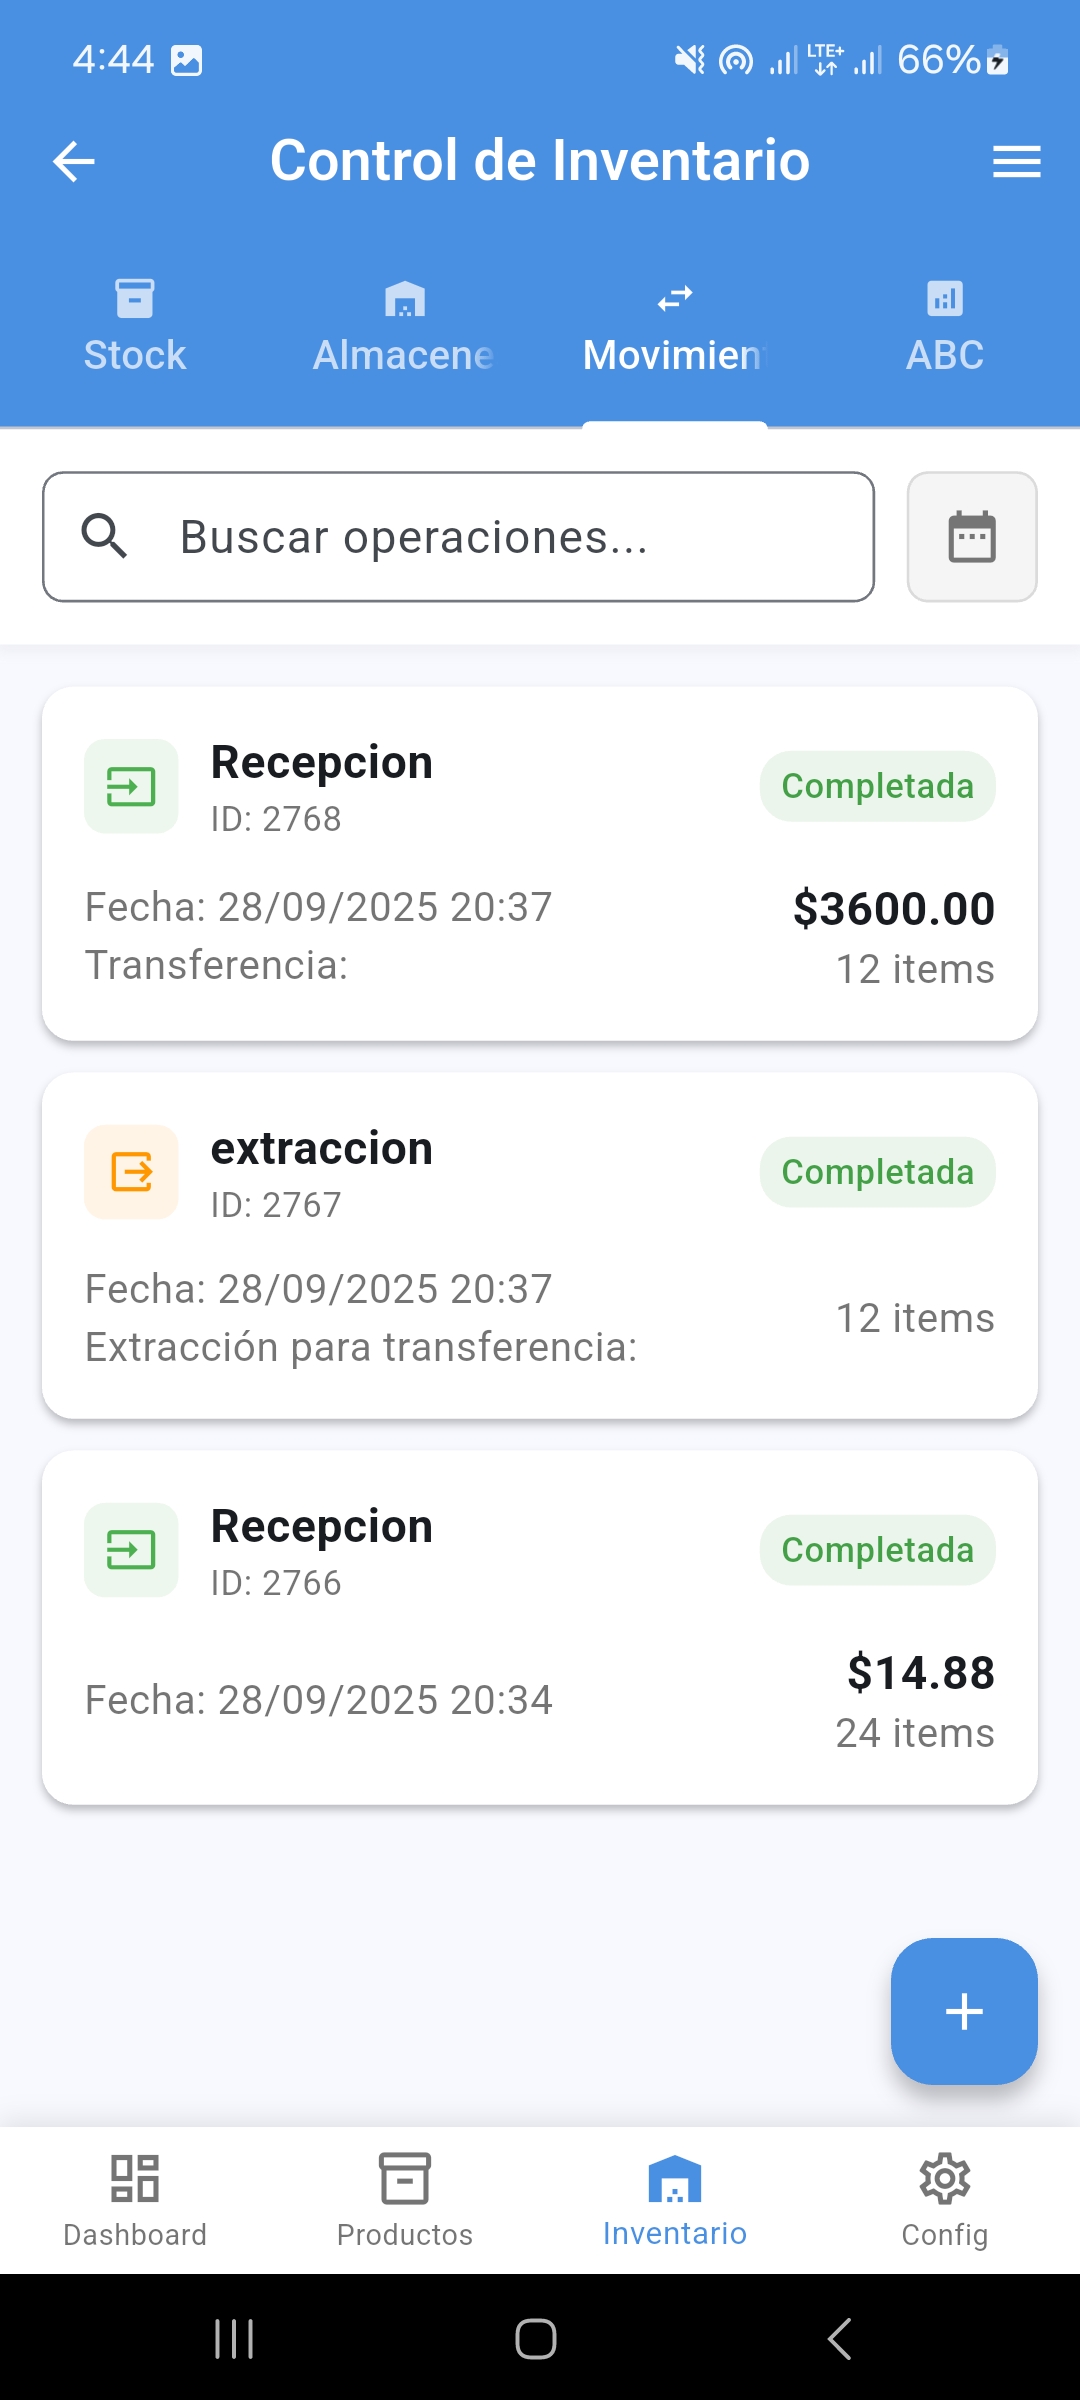 4:44 LTE+ 66%
Control de Inventario
Stock Almacene Movimien ABC
Buscar operaciones...
Recepcion
ID: 2768
Completada
Fecha: 28/09/2025 20:37
Transferencia:
$3600.00
12 items
extraccion
ID: 2767
Completada
Fecha: 28/09/2025 20:37
Extracción para transferencia:
12 items
Recepcion
ID: 2766
Completada
Fecha: 28/09/2025 20:34
$14.88
24 items
+
Dashboard Productos Inventario Config